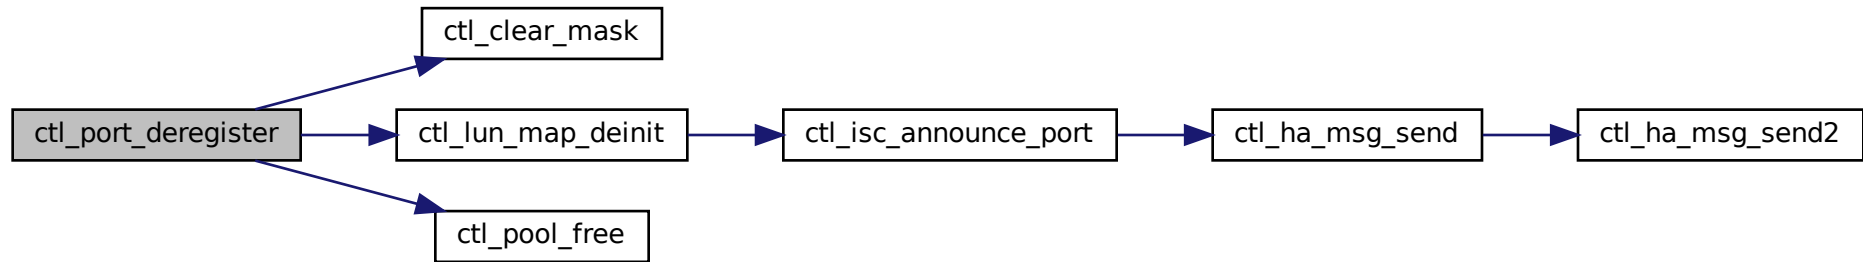 ctl_clear_mask
ctl_port_deregister
ctl_lun_map_deinit
ctl_isc_announce_port
ctl_ha_msg_send
ctl_ha_msg_send2
ctl_pool_free